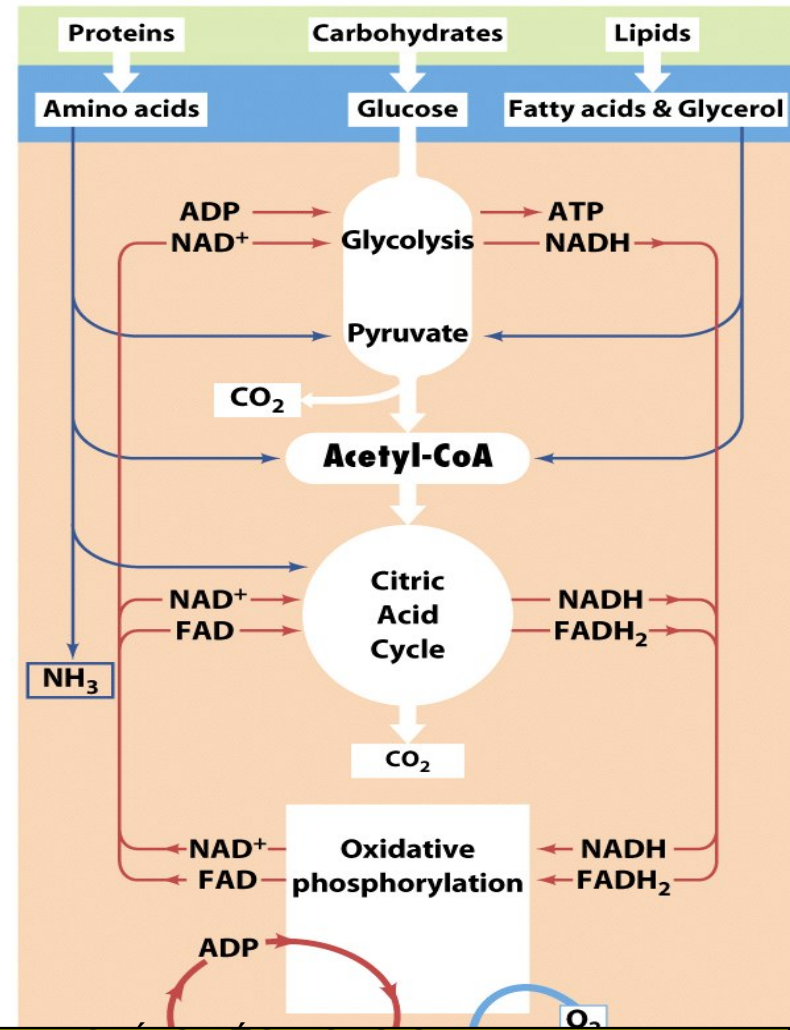 Proteins Carbohydrates Lipids
Amino acids Glucose Fatty acids & Glycerol
ADP ATP
NAD⁺ Glycolysis NADH
Pyruvate
CO₂
Acetyl-CoA
Citric
Acid
Cycle
NAD⁺ NADH
FAD FADH₂
NH₃
CO₂
NAD⁺ Oxidative NADH
FAD phosphorylation FADH₂
ADP
O₂